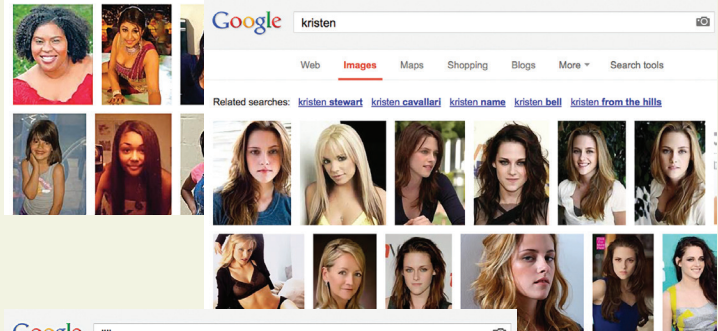 Google kristen
Web Images Maps Shopping Blogs More Search tools
Related searches: kristen stewart kristen cavallari kristen name kristen bell kristen from the hills
Google